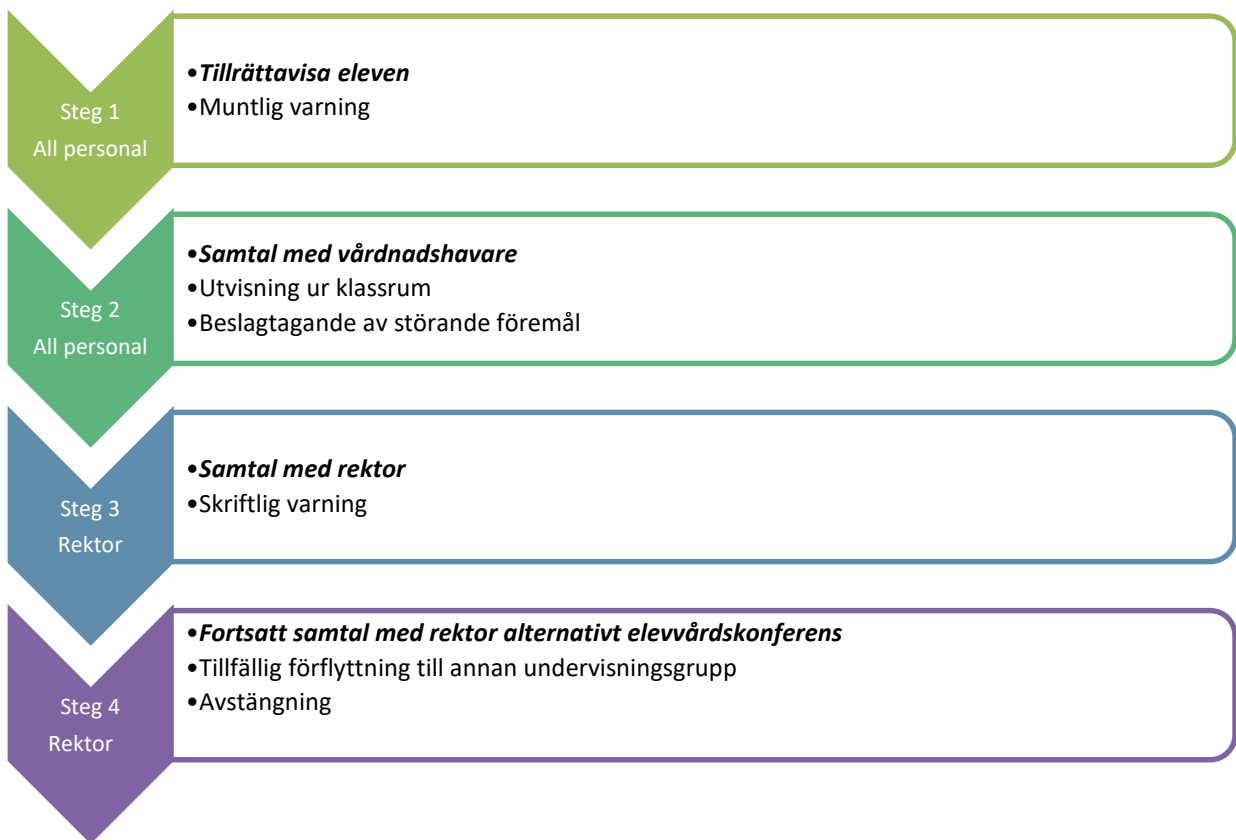 Steg 1
All personal
•Tillrättavisa eleven
•Muntlig varning
Steg 2
All personal
•Samtal med vårdnadshavare
•Utvisning ur klassrum
•Beslagtagande av störande föremål
Steg 3
Rektor
•Samtal med rektor
•Skriftlig varning
Steg 4
Rektor
•Fortsatt samtal med rektor alternativt elevvårdskonferens
•Tillfällig förflyttning till annan undervisningsgrupp
•Avstängning